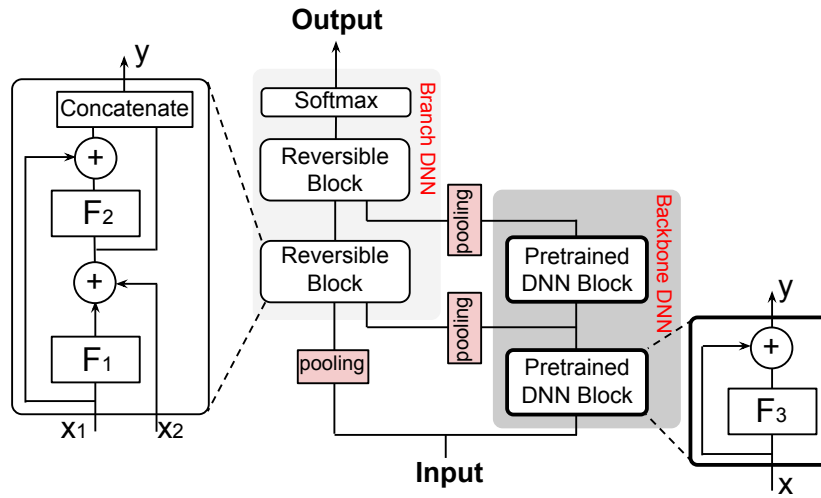 Output
y
Concatenate
+
F2
+
F1
x1
x2
Softmax
Reversible
Block
Reversible
Block
Branch DNN
pooling
pooling
pooling
Pretrained
DNN Block
Pretrained
DNN Block
Backbone DNN
Input
y
+
F3
x